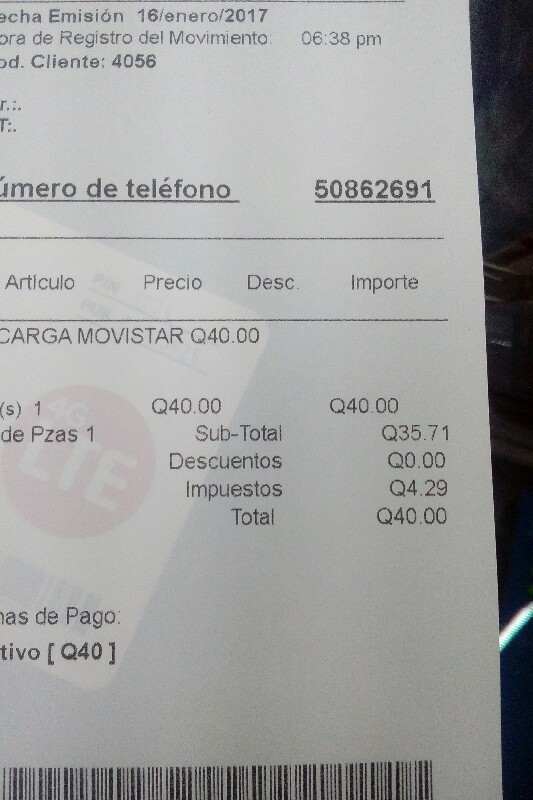 echa Emisión 16/enero/2017
ora de Registro del Movimiento: 06:38 pm
od. Cliente: 4056
r.:.
T:.
úmero de teléfono 50862691
Artículo Precio Desc. Importe
CARGA MOVISTAR Q40.00
(s) 1 Q40.00 Q40.00
de Pzas 1 Sub-Total Q35.71
Descuentos Q0.00
Impuestos Q4.29
Total Q40.00
4G
LTE
nas de Pago:
tivo [ Q40 ]